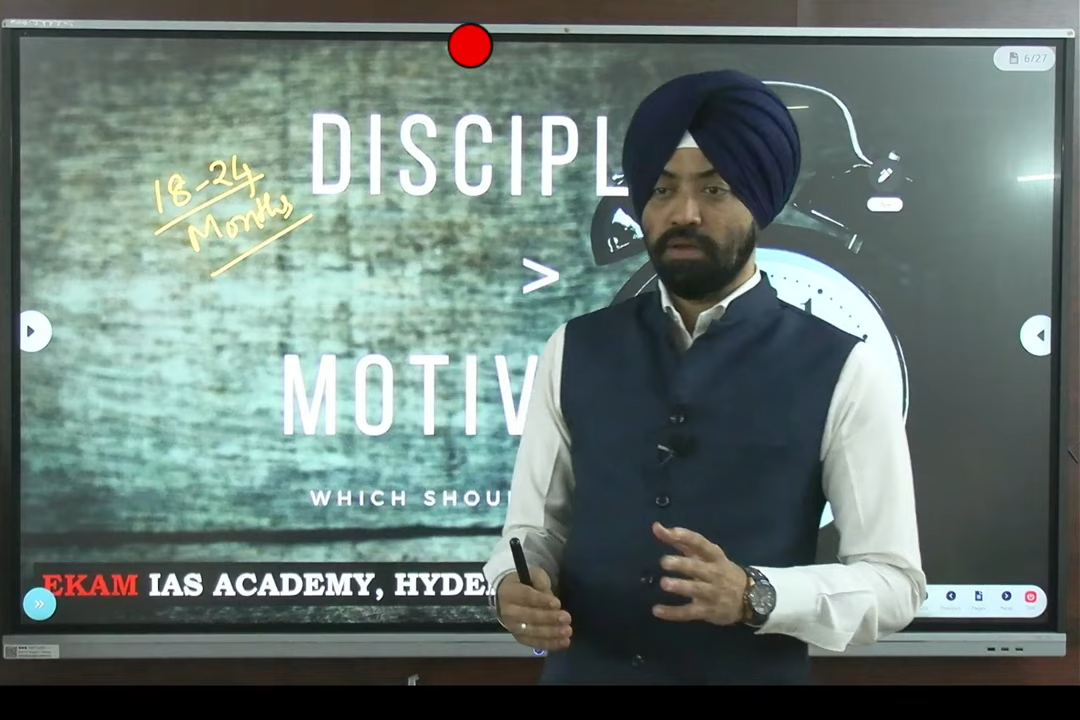 6/27
DISCIPL
18-24
Months
>
MOTIV
WHICH SHOU
EKAM IAS ACADEMY, HYDE